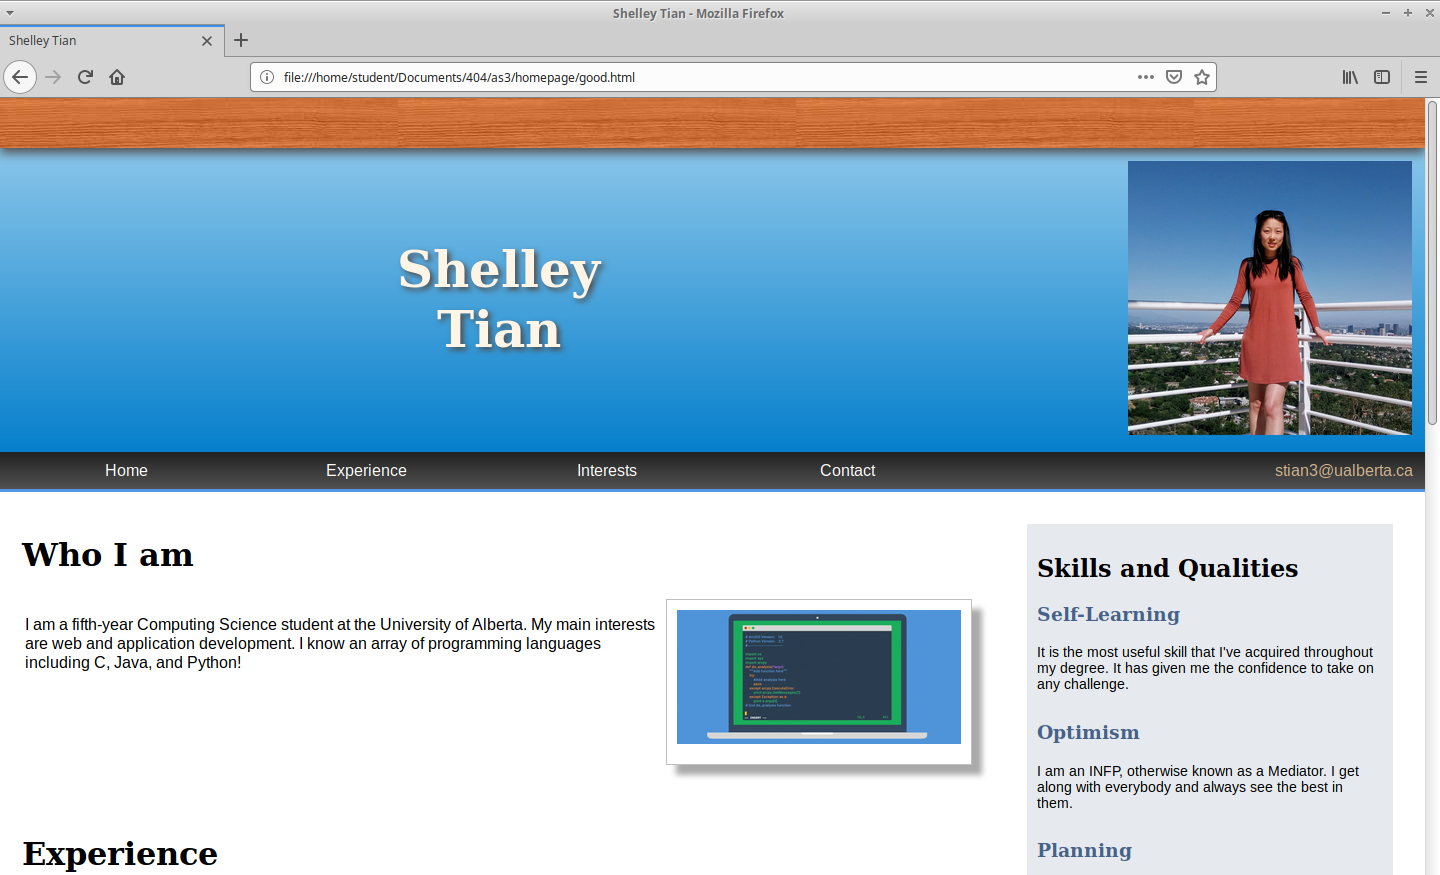 Shelley Tian - Mozilla Firefox
Shelley Tian
file:///home/student/Documents/404/as3/homepage/good.html
Shelley
Tian
Home Experience Interests Contact stian3@ualberta.ca
Who I am
I am a fifth-year Computing Science student at the University of Alberta. My main interests
are web and application development. I know an array of programming languages
including C, Java, and Python!
Experience
Skills and Qualities
Self-Learning
It is the most useful skill that I've acquired throughout
my degree. It has given me the confidence to take on
any challenge.
Optimism
I am an INFP, otherwise known as a Mediator. I get
along with everybody and always see the best in
them.
Planning